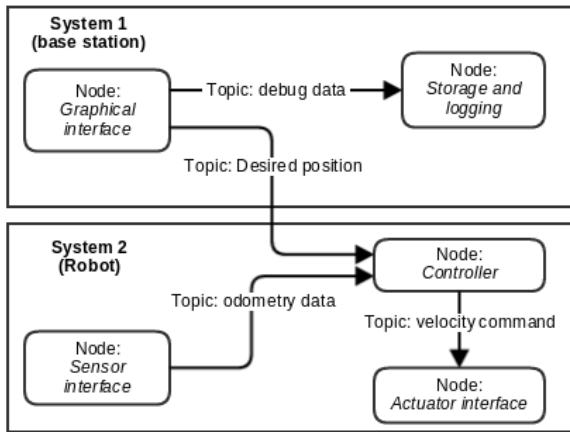 System 1
(base station)
Node:
Graphical
interface
Topic: debug data
Node:
Storage and
logging
Topic: Desired position
System 2
(Robot)
Node:
Controller
Topic: odometry data
Topic: velocity command
Node:
Sensor
interface
Node:
Actuator interface